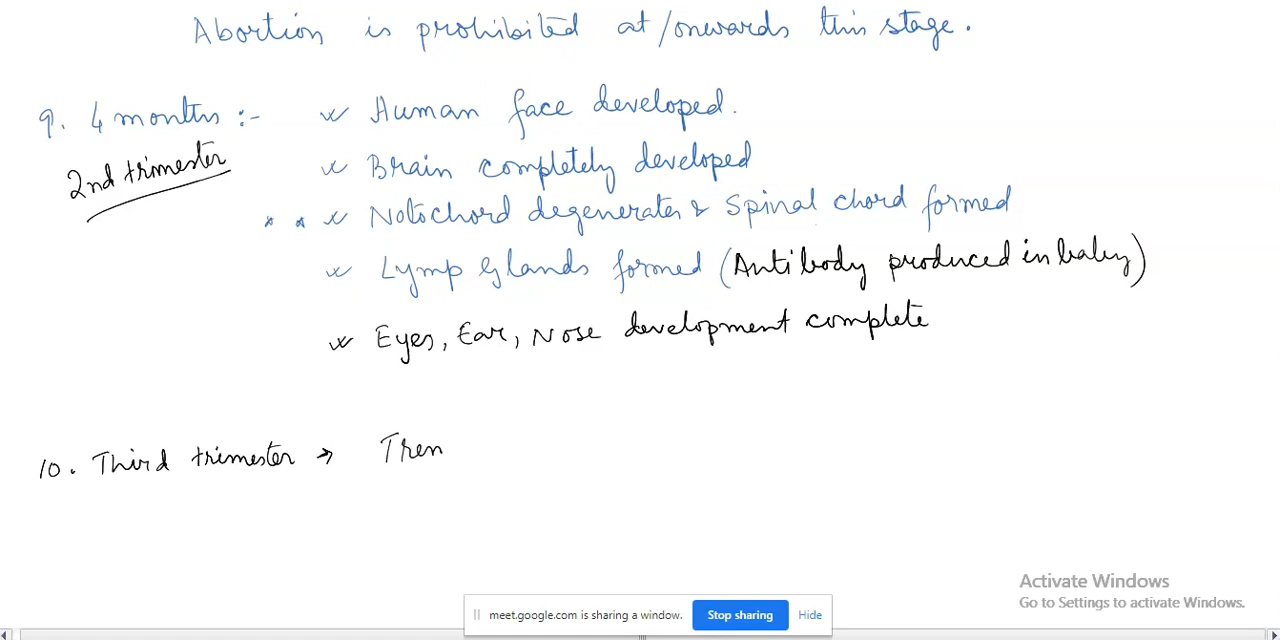 Abortion is prohibited at/onwards this stage.
9. 4 months :- Human face developed.
2nd trimester
Brain completely developed
Notochord degenerates & Spinal chord formed
Lymp Glands formed (Antibody produced in baby)
Eyes, Ear, Nose development complete
10. Third trimester → Tren
Activate Windows
Go to Settings to activate Windows.
meet.google.com is sharing a window. Stop sharing Hide